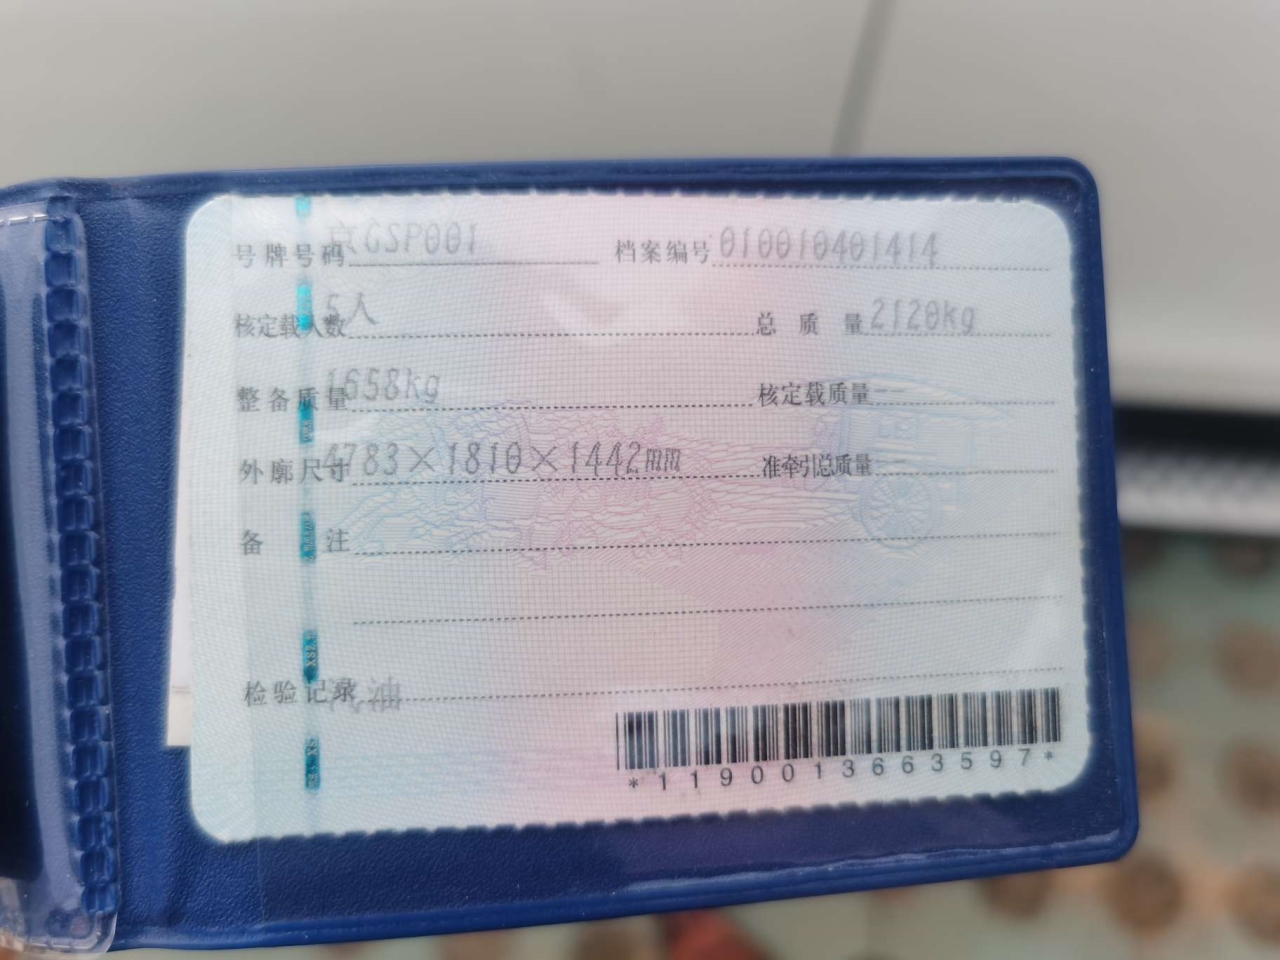 号牌号码 京GSP001 档案编号 010010401414
核定载人数 5人 总质量 2120kg
整备质量 1658kg 核定载质量 --
外廓尺寸 4783×1810×1442mm 准牵引总质量 --
备注
检验记录 汽油
*1190013663597*